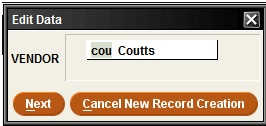 Edit Data
VENDOR cou Coutts
Next Cancel New Record Creation